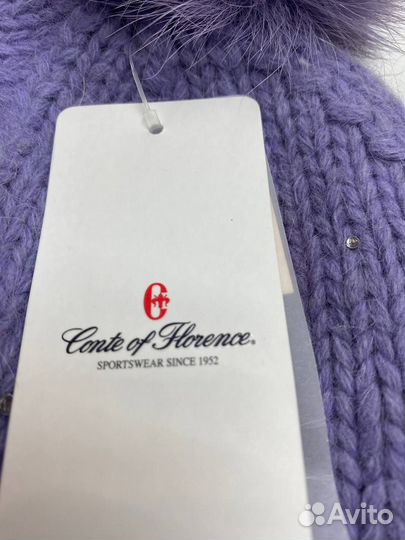 Conte of Florence®
SPORTSWEAR SINCE 1952
Avito